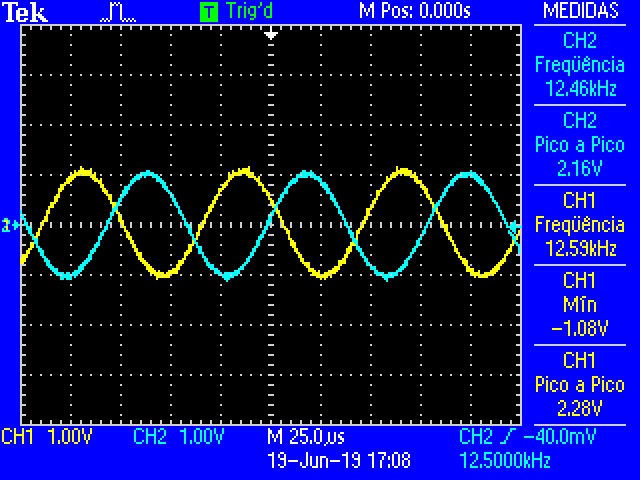 Tek
T Trig'd
M Pos: 0.000s
MEDIDAS
CH2
Freqüência
12.46kHz
CH2
Pico a Pico
2.16V
CH1
Freqüência
12.59kHz
CH1
Mín
-1.08V
CH1
Pico a Pico
2.28V
CH1 1.00V
CH2 1.00V
M 25.0µs
CH2 -40.0mV
19-Jun-19 17:08
12.5000kHz